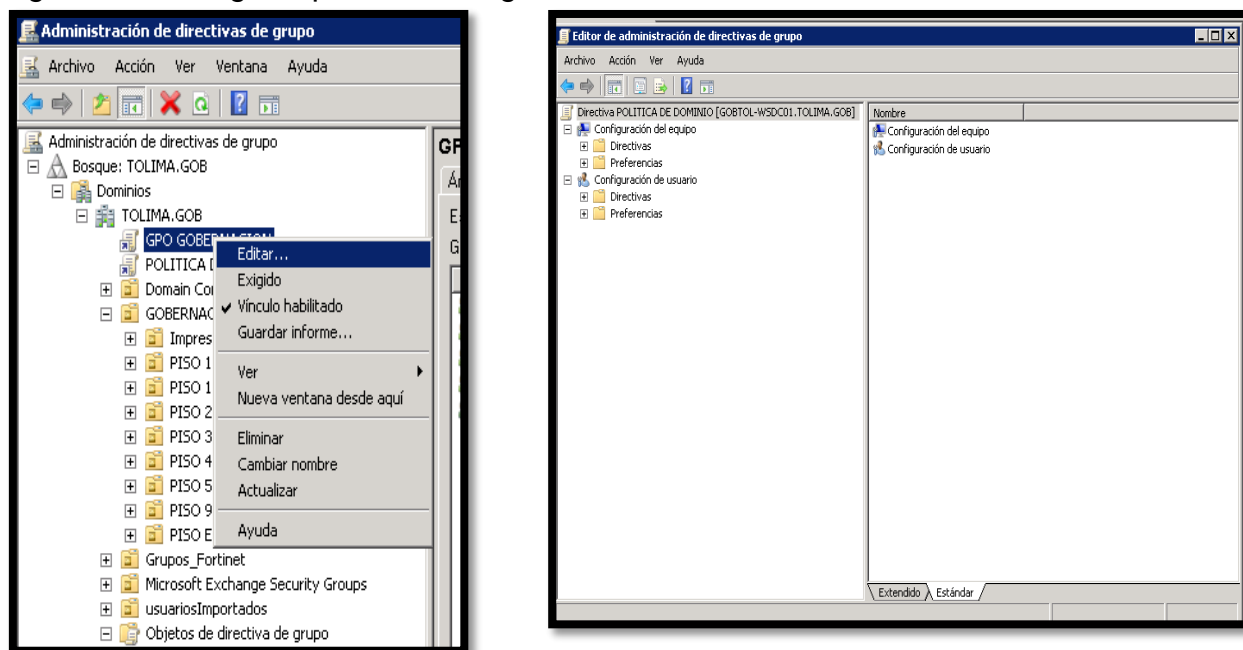 Administración de directivas de grupo
Archivo Acción Ver Ventana Ayuda
Administración de directivas de grupo
Bosque: TOLIMA.GOB
Dominios
TOLIMA.GOB
GPO
POLITICA
Domain
Impres
PISO 1
PISO 1
PISO 2
PISO 3
PISO 4
PISO 5
PISO 9
PISO E
Grupos_Fortinet
Microsoft Exchange Security Groups
usuariosImportados
Objetos de directiva de grupo
Editar...
Exigido
Vínculo habilitado
Guardar informe...
Ver
Nueva ventana desde aquí
Eliminar
Cambiar nombre
Actualizar
Ayuda
Editor de administración de directivas de grupo
Archivo Acción Ver Ayuda
Directiva POLITICA DE DOMINIO [GOBTOL-WSDC01.TOLIMA.GOB]
Configuración del equipo
Directivas
Preferencias
Configuración de usuario
Directivas
Preferencias
Nombre
Configuración del equipo
Configuración de usuario
Extendido Estándar